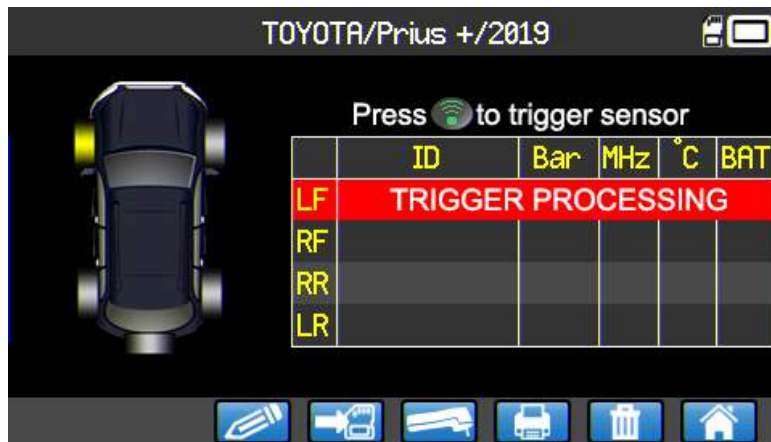 TOYOTA/Prius +/2019
Press to trigger sensor
ID Bar MHz °C BAT
LF TRIGGER PROCESSING
RF
RR
LR